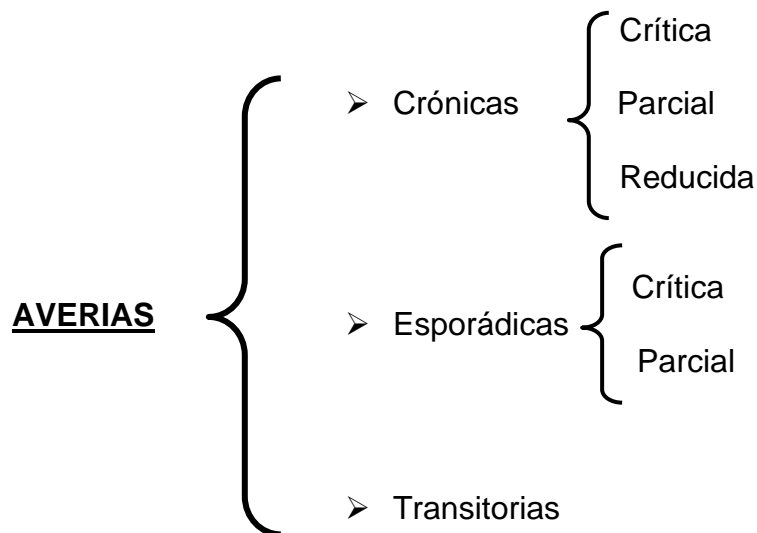 AVERIAS
➢ Crónicas
Crítica
Parcial
Reducida
➢ Esporádicas
Crítica
Parcial
➢ Transitorias